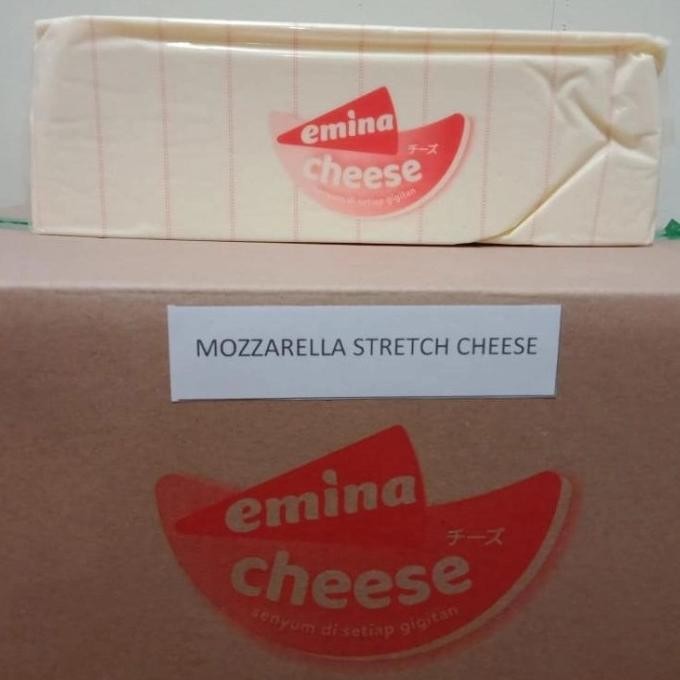 emina
チーズ
cheese
senyum di setiap gigitan
MOZZARELLA STRETCH CHEESE
emina
チーズ
cheese
senyum di setiap gigitan